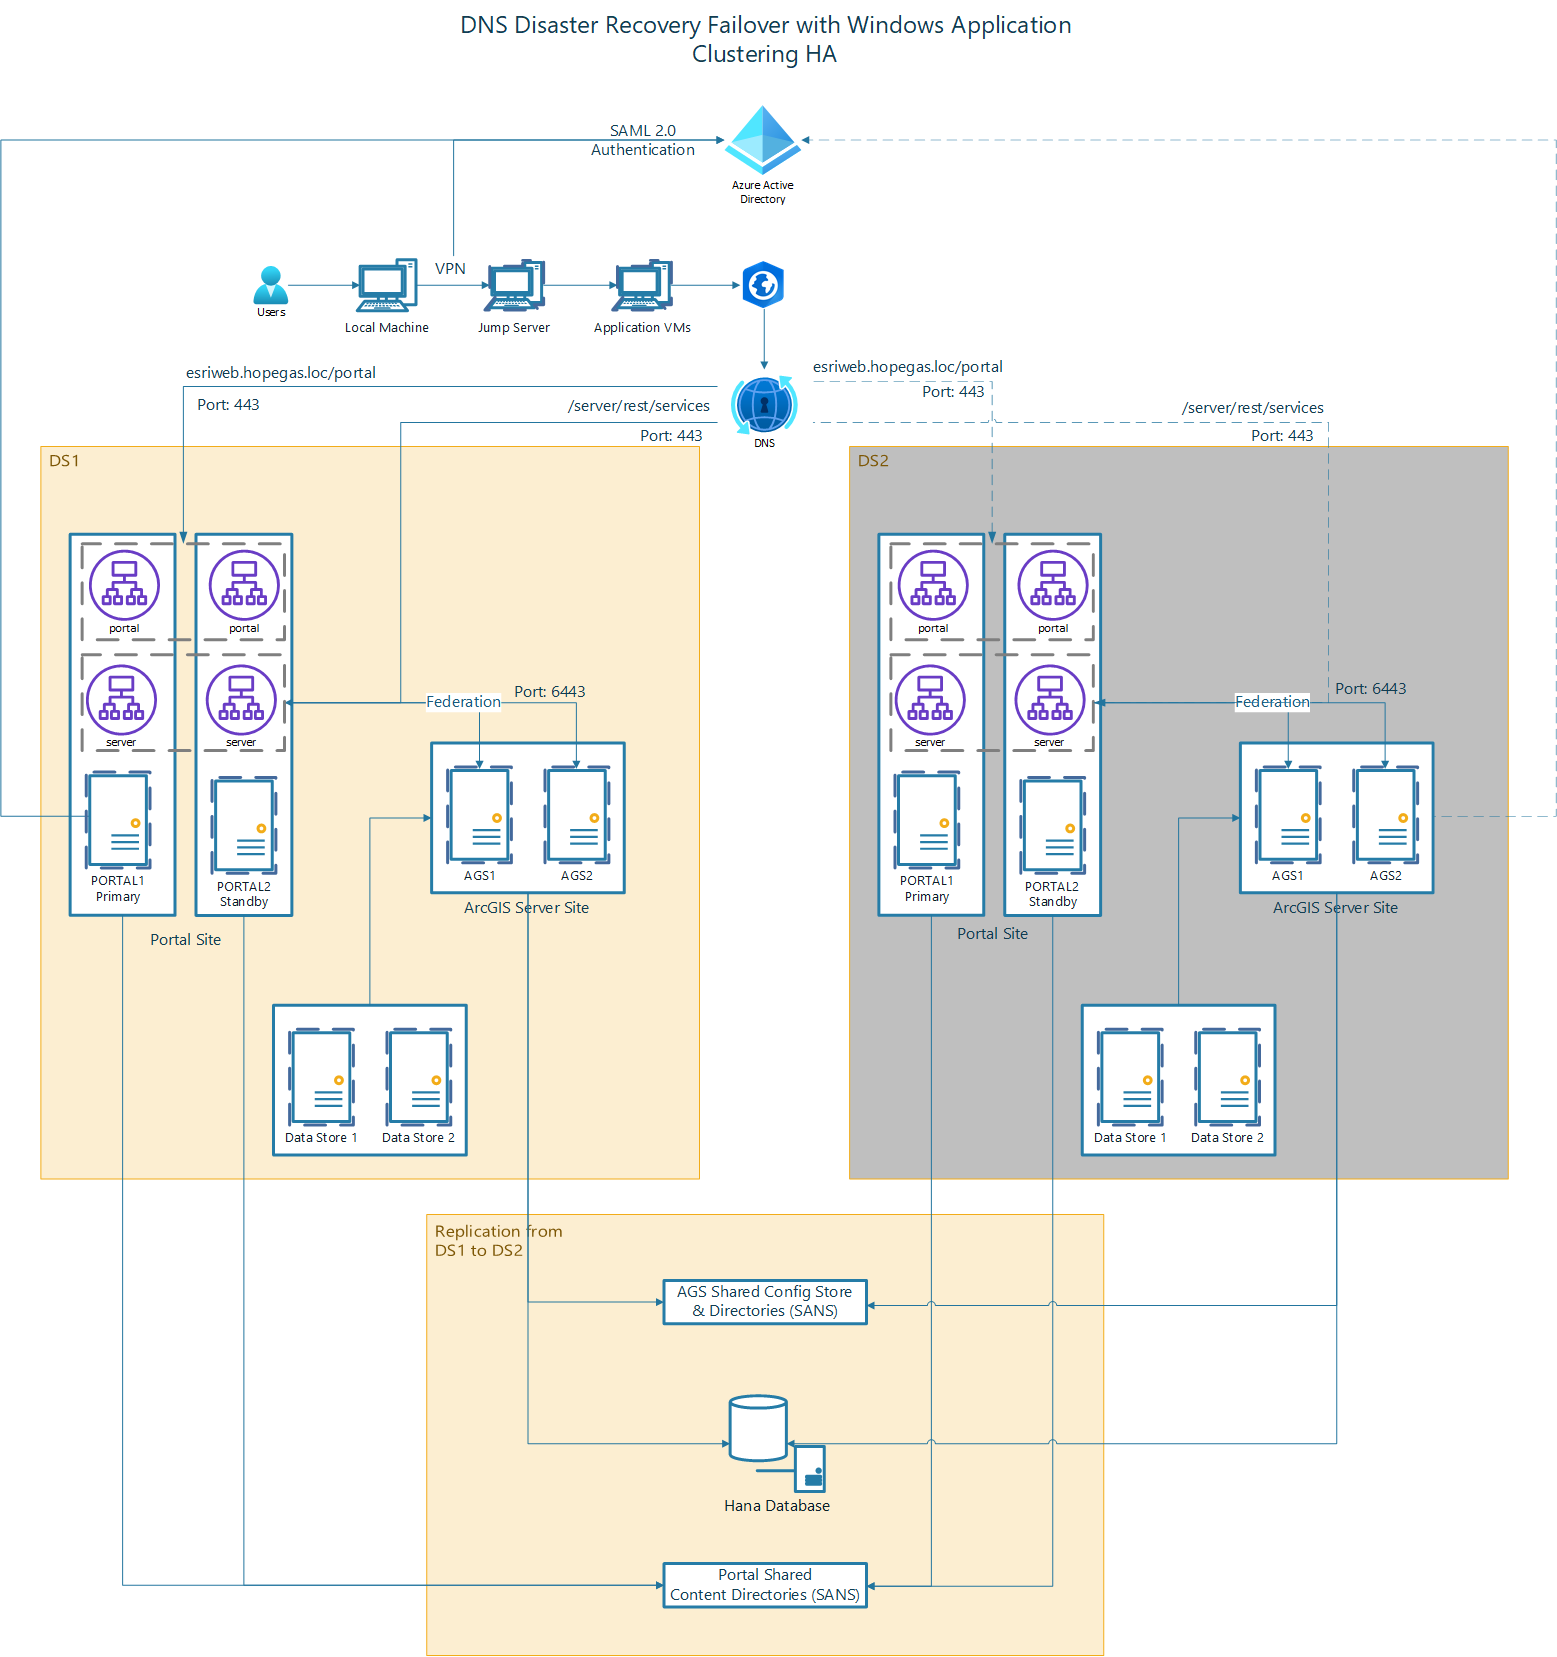 DNS Disaster Recovery Failover with Windows Application
Clustering HA
SAML 2.0
Authentication
Azure Active
Directory
VPN
Users
Local Machine
Jump Server
Application VMs
esriweb.hopegas.loc/portal
Port: 443
/server/rest/services
Port: 443
DNS
esriweb.hopegas.loc/portal
Port: 443
/server/rest/services
Port: 443
DS1
portal
portal
server
server
Federation
Port: 6443
PORTAL1
Primary
PORTAL2
Standby
AGS1
AGS2
ArcGIS Server Site
Portal Site
Data Store 1
Data Store 2
DS2
portal
portal
server
server
Federation
Port: 6443
PORTAL1
Primary
PORTAL2
Standby
AGS1
AGS2
ArcGIS Server Site
Portal Site
Data Store 1
Data Store 2
Replication from
DS1 to DS2
AGS Shared Config Store
& Directories (SANS)
Hana Database
Portal Shared
Content Directories (SANS)